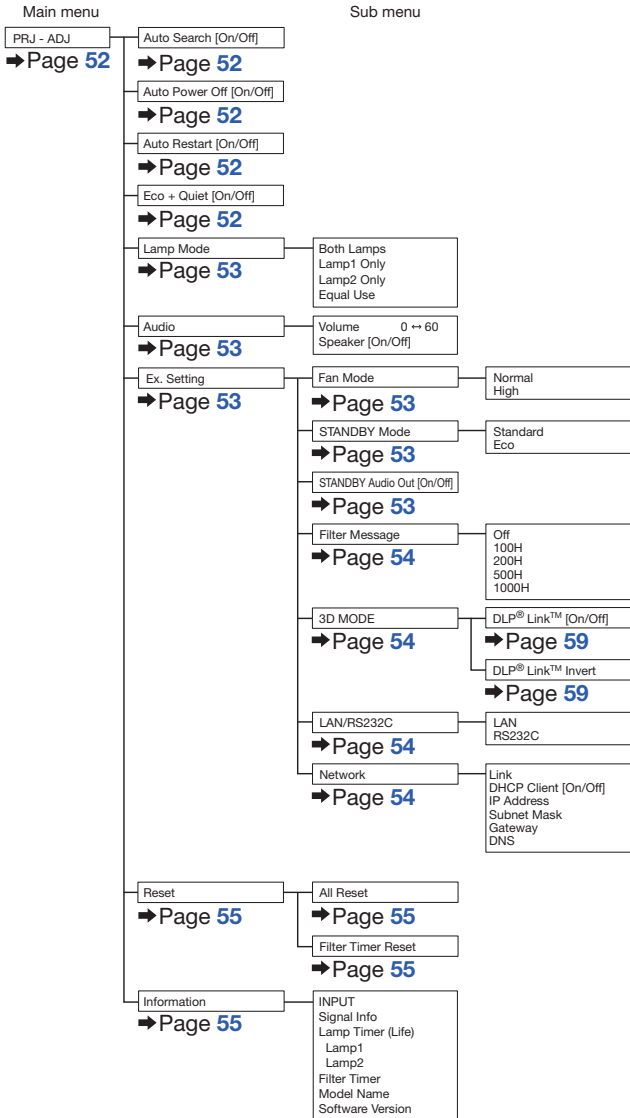 Main menu
Sub menu
PRJ - ADJ
➡Page 52
Auto Search [On/Off]
➡Page 52
Auto Power Off [On/Off]
➡Page 52
Auto Restart [On/Off]
➡Page 52
Eco + Quiet [On/Off]
➡Page 52
Lamp Mode
➡Page 53
Both Lamps
Lamp1 Only
Lamp2 Only
Equal Use
Audio
➡Page 53
Volume 0 ↔ 60
Speaker [On/Off]
Ex. Setting
➡Page 53
Fan Mode
➡Page 53
Normal
High
STANDBY Mode
➡Page 53
Standard
Eco
STANDBY Audio Out [On/Off]
➡Page 53
Filter Message
➡Page 54
Off
100H
200H
500H
1000H
3D MODE
➡Page 54
DLP® Link™ [On/Off]
➡Page 59
DLP® Link™ Invert
➡Page 59
LAN/RS232C
➡Page 54
LAN
RS232C
Network
➡Page 54
Link
DHCP Client [On/Off]
IP Address
Subnet Mask
Gateway
DNS
Reset
➡Page 55
All Reset
➡Page 55
Filter Timer Reset
➡Page 55
Information
➡Page 55
INPUT
Signal Info
Lamp Timer (Life)
Lamp1
Lamp2
Filter Timer
Model Name
Software Version